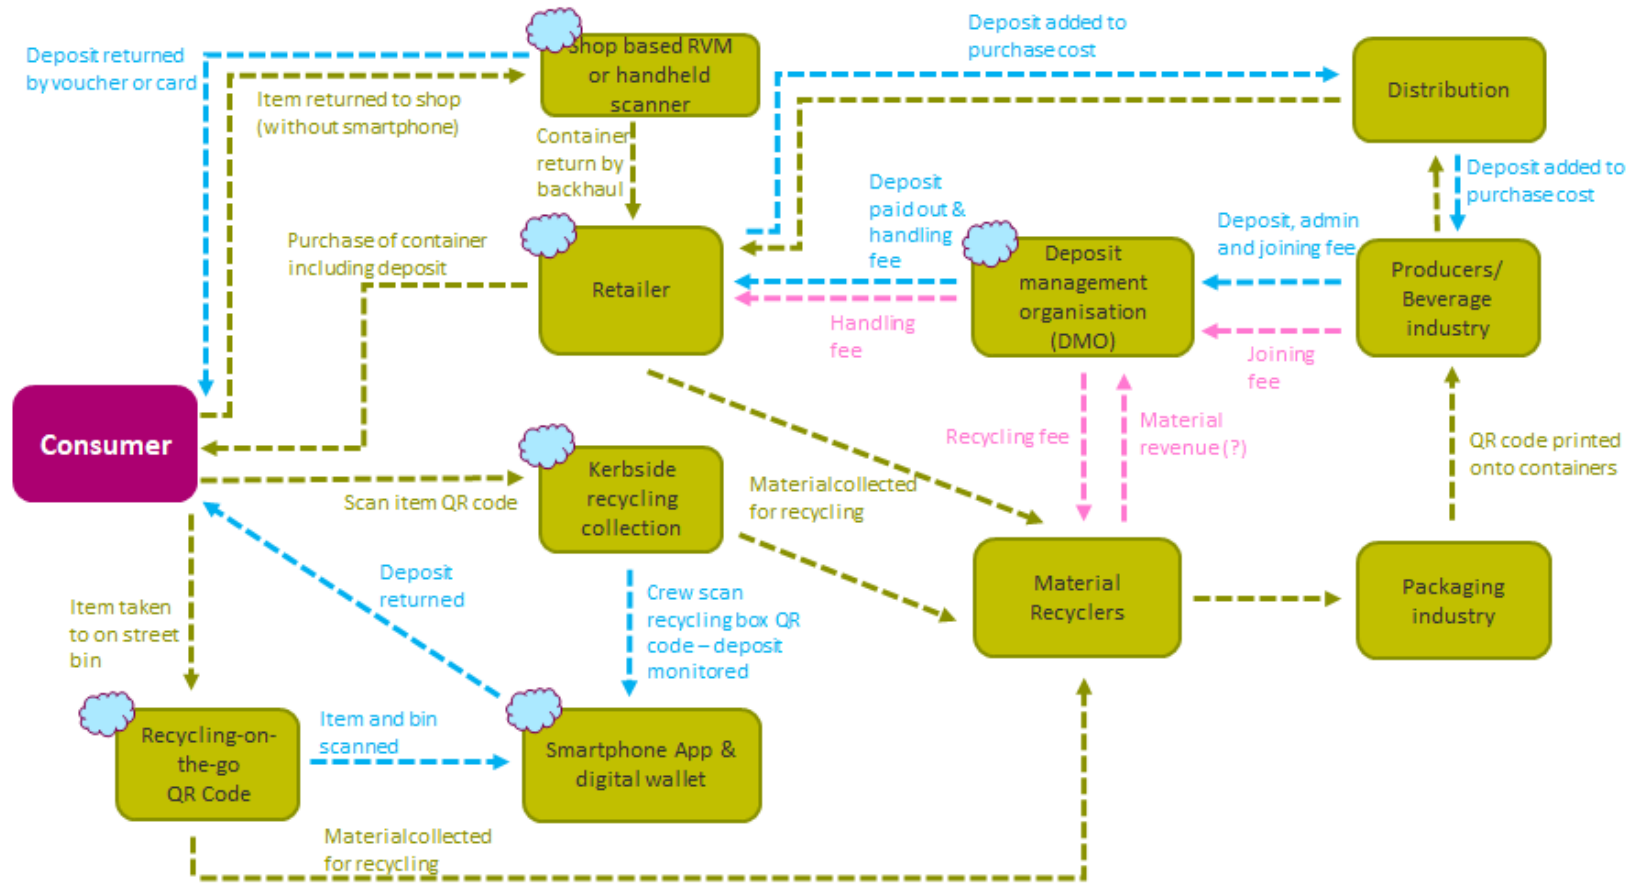 Deposit returned
by voucher or card
Item returned to shop
(without smartphone)
Shop based RVM
or handheld
scanner
Container
return by
backhaul
Deposit added to
purchase cost
Distribution
Deposit added to
purchase cost
Purchase of container
including deposit
Retailer
Deposit
paid out &
handling
fee
Handling
fee
Deposit
management
organisation
(DMO)
Deposit, admin
and joining fee
Joining
fee
Producers/
Beverage
industry
Consumer
Scan item QR code
Kerbside
recycling
collection
Material collected
for recycling
Recycling fee
Material
revenue (?)
QR code printed
onto containers
Deposit
returned
Crew scan
recycling box QR
code – deposit
monitored
Material
Recyclers
Packaging
industry
Item taken
to on street
bin
Recycling-on-
the-go
QR Code
Item and bin
scanned
Smartphone App &
digital wallet
Material collected
for recycling